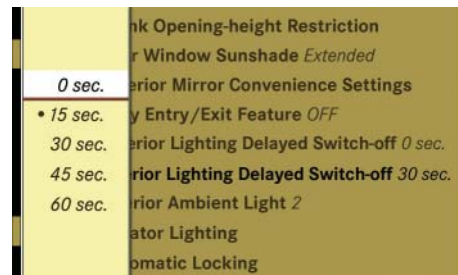 nk Opening-height Restriction
r Window Sunshade Extended
0 sec. erior Mirror Convenience Settings
• 15 sec. y Entry/Exit Feature OFF
30 sec. erior Lighting Delayed Switch-off 0 sec.
45 sec. rior Lighting Delayed Switch-off 30 sec.
60 sec. rior Ambient Light 2
ator Lighting
omatic Locking